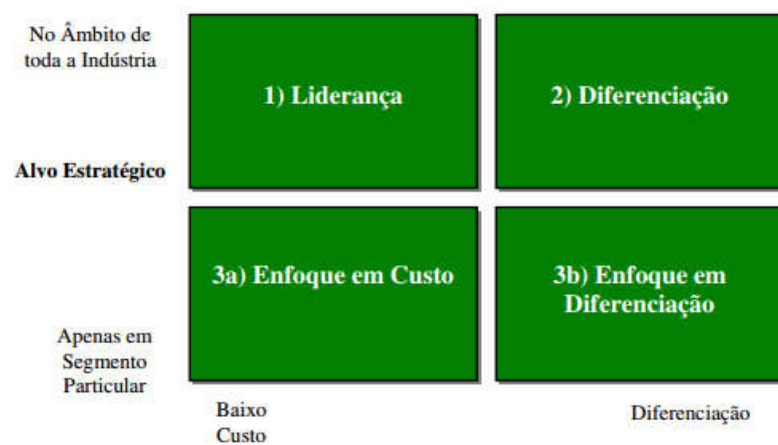 No Âmbito de
toda a Indústria
1) Liderança
2) Diferenciação
Alvo Estratégico
3a) Enfoque em Custo
3b) Enfoque em
Diferenciação
Apenas em
Segmento
Particular
Baixo
Custo
Diferenciação